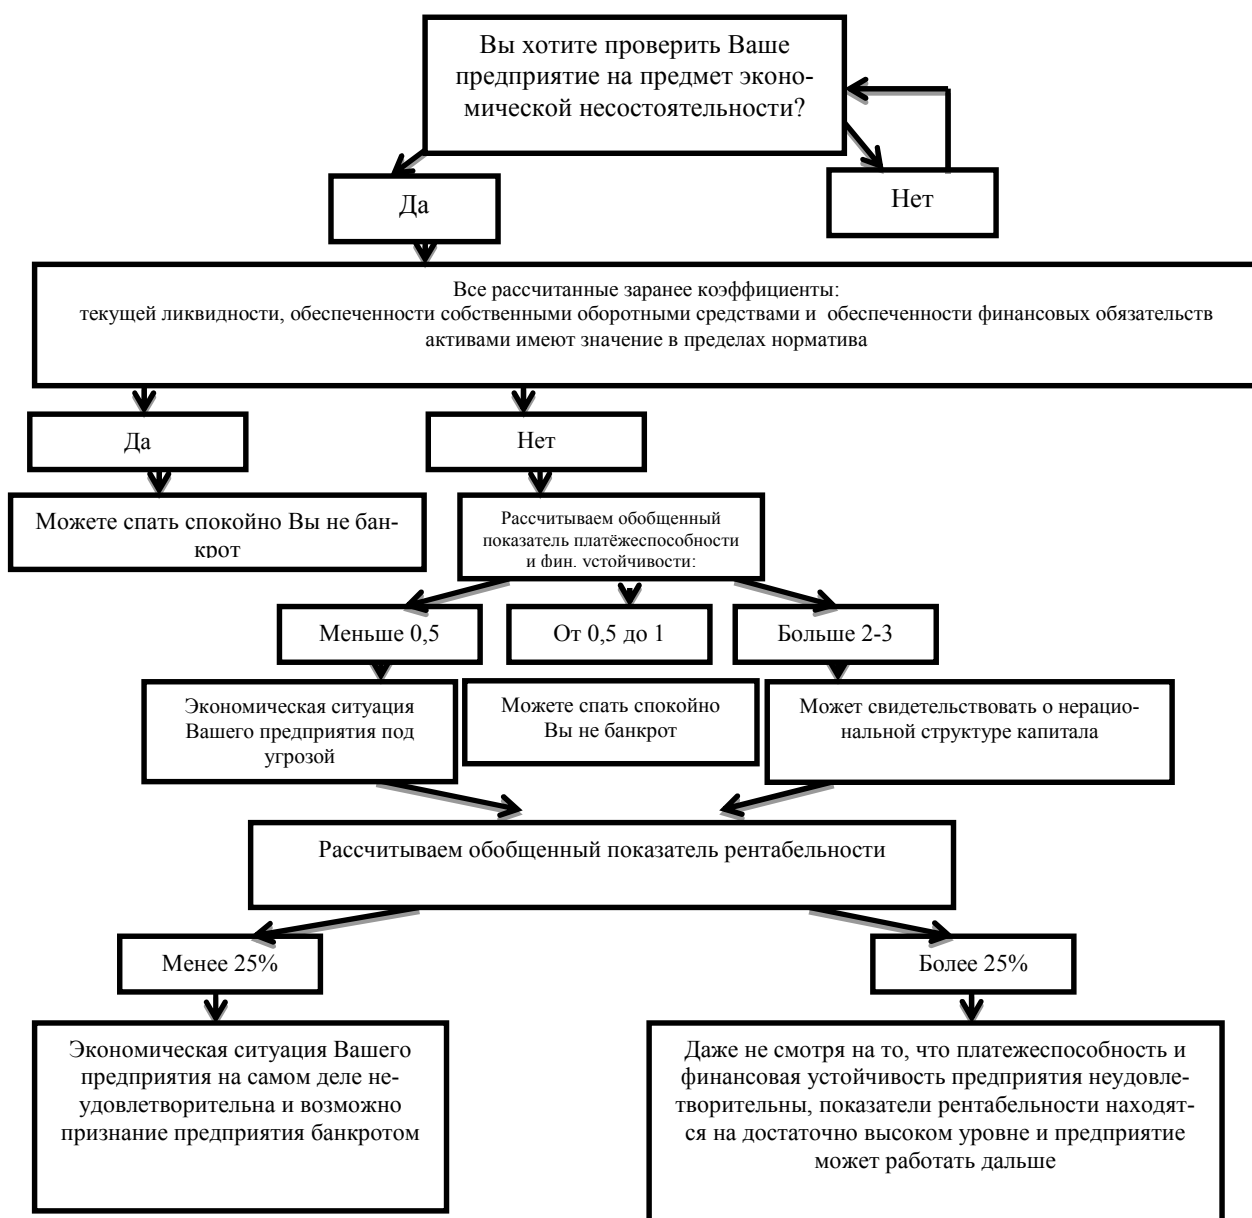 Вы хотите проверить Ваше
предприятие на предмет эконо-
мической несостоятельности?
Да
Нет
Все рассчитанные заранее коэффициенты:
текущей ликвидности, обеспеченности собственными оборотными средствами и обеспеченности финансовых обязательств
активами имеют значение в пределах норматива
Да
Нет
Можете спать спокойно Вы не бан-
крот
Рассчитываем обобщенный
показатель платёжеспособности
и фин. устойчивости:
Меньше 0,5
От 0,5 до 1
Больше 2-3
Экономическая ситуация
Вашего предприятия под
угрозой
Можете спать спокойно
Вы не банкрот
Может свидетельствовать о нерацио-
нальной структуре капитала
Рассчитываем обобщенный показатель рентабельности
Менее 25%
Более 25%
Экономическая ситуация Вашего
предприятия на самом деле не-
удовлетворительна и возможно
признание предприятия банкротом
Даже не смотря на то, что платежеспособность и
финансовая устойчивость предприятия неудовле-
творительны, показатели рентабельности находят-
ся на достаточно высоком уровне и предприятие
может работать дальше